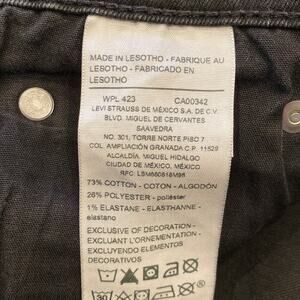 MADE IN LESOTHO - FABRIQUE AU
LESOTHO - FABRICADO EN
LESOTHO
WPL 423 CA00342
LEVI STRAUSS DE MÉXICO S.A. DE C.V.
BLVD. MIGUEL DE CERVANTES
SAAVEDRA
NO. 301, TORRE NORTE PISO 7
COL AMPLIACIÓN GRANADA C.P. 11529
ALCALDÍA. MIGUEL HIDALGO
CIUDAD DE MÉXICO, MÉXICO
RFC: LSM860618M96
73% COTTON - COTON - ALGODÓN
26% POLYESTER - poliéster
1% ELASTANE - ELASTHANNE -
elastano
EXCLUSIVE OF DECORATION -
EXCLUANT L'ORNEMENTATION -
EXCLUYENDO ELEMENTOS
DECORATIVOS
30